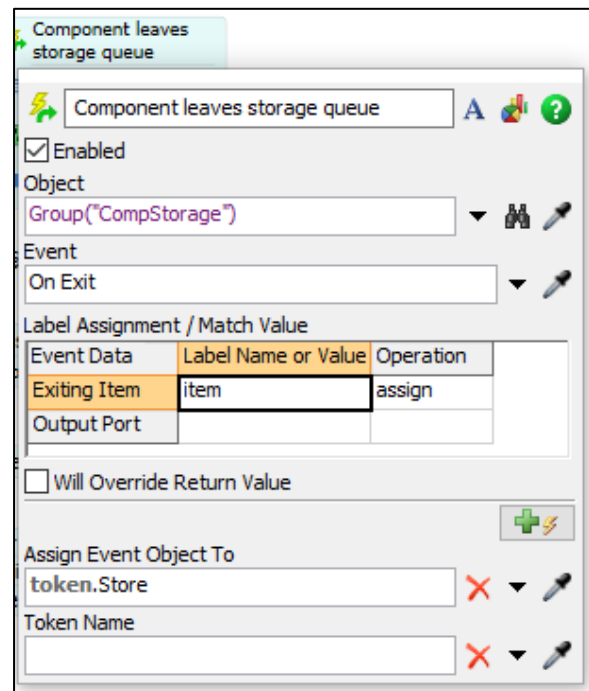 Component leaves
storage queue
Component leaves storage queue
A
?
Enabled
Object
Group("CompStorage")
Event
On Exit
Label Assignment / Match Value
Event Data Label Name or Value Operation
Exiting Item item assign
Output Port
Will Override Return Value
Assign Event Object To
token.Store
Token Name